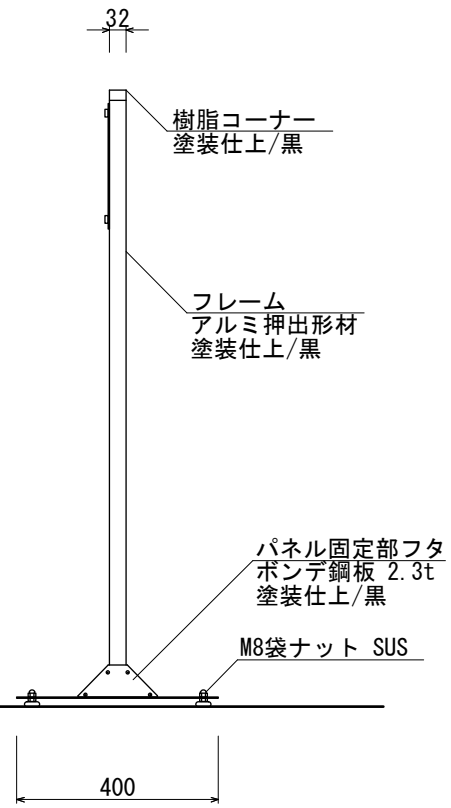 32
樹脂コーナー
塗装仕上/黒
フレーム
アルミ押出形材
塗装仕上/黒
パネル固定部フタ
ボンデ鋼板 2.3t
塗装仕上/黒
M8袋ナット SUS
400